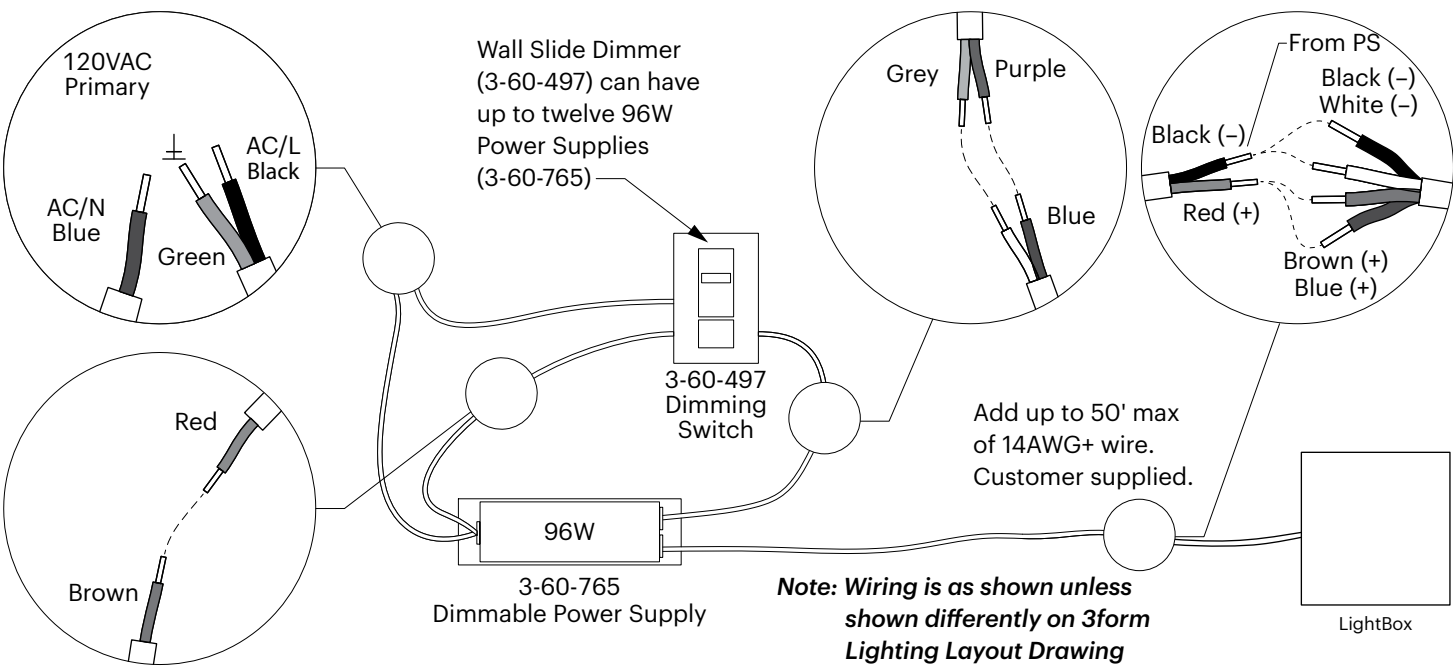 120VAC
Primary
AC/L
Black
AC/N
Blue
Green
Wall Slide Dimmer
(3-60-497) can have
up to twelve 96W
Power Supplies
(3-60-765)
Grey
Purple
Blue
From PS
Black (–)
White (–)
Black (–)
Red (+)
Brown (+)
Blue (+)
Red
Brown
3-60-497
Dimming
Switch
Add up to 50' max
of 14AWG+ wire.
Customer supplied.
96W
3-60-765
Dimmable Power Supply
Note: Wiring is as shown unless
shown differently on 3form
Lighting Layout Drawing
LightBox